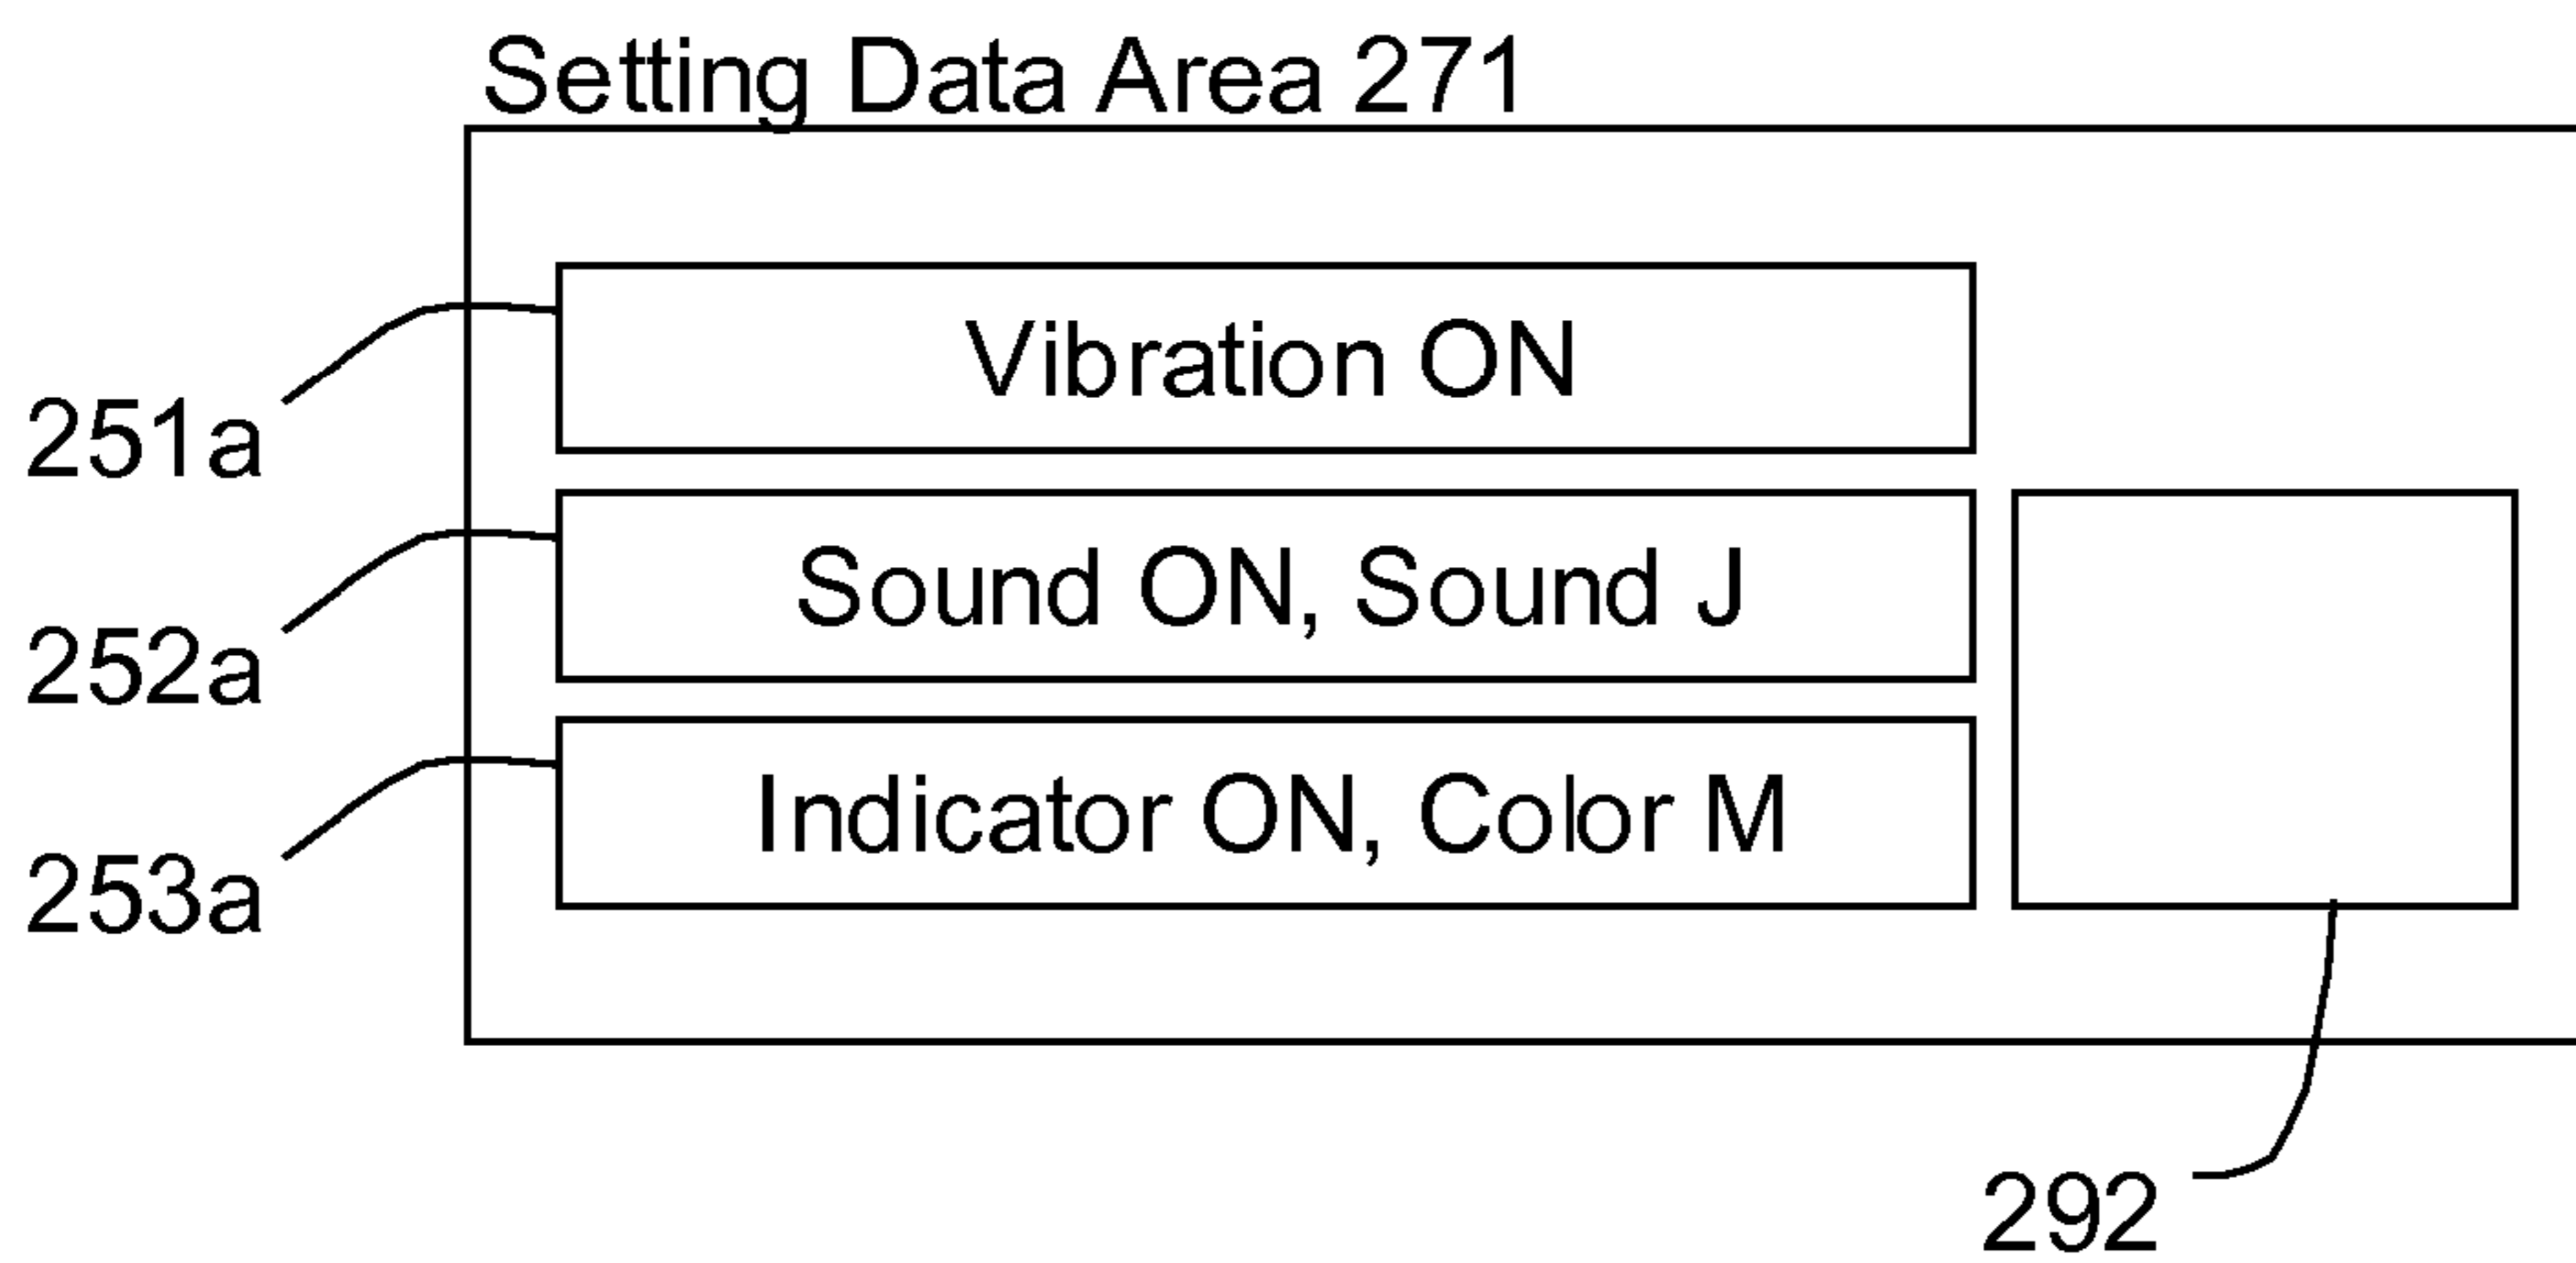 Setting Data Area 271
Vibration ON
251a
Sound ON, Sound J
252a
Indicator ON, Color M
253a
292